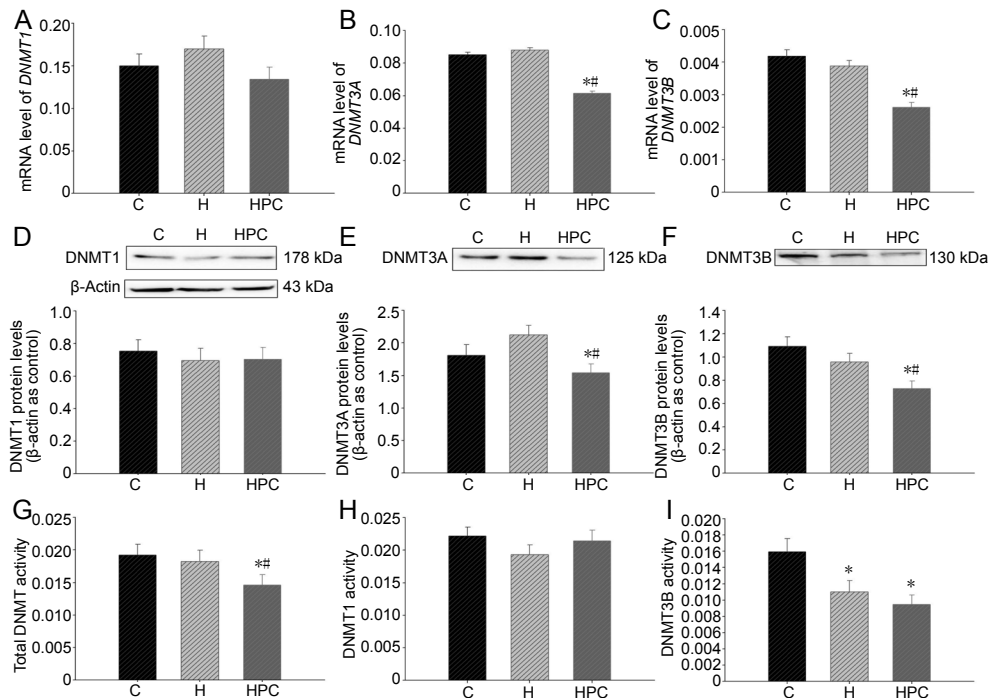 A
mRNA level of DNMT1
0.20
0.15
0.10
0.05
0
C H HPC
B
mRNA level of
DNMT3A
0.10
0.08
0.06
0.04
0.02
0
*#
C H HPC
C
mRNA level of
DNMT3B
0.005
0.004
0.003
0.002
0.001
0
*#
C H HPC
D
C H HPC
DNMT1 178 kDa
β-Actin 43 kDa
DNMT1 protein levels
(β-actin as control)
1.0
0.8
0.6
0.4
0.2
0
C H HPC
E
C H HPC
DNMT3A 125 kDa
DNMT3A protein levels
(β-actin as control)
2.5
2.0
1.5
1.0
0.5
0
*#
C H HPC
F
C H HPC
DNMT3B 130 kDa
DNMT3B protein levels
(β-actin as control)
1.4
1.2
1.0
0.8
0.6
0.4
0.2
0
*#
C H HPC
G
Total DNMT activity
0.025
0.020
0.015
0.010
0.005
0
*#
C H HPC
H
DNMT1 activity
0.025
0.020
0.015
0.010
0.005
0
C H HPC
I
DNMT3B activity
0.020
0.018
0.016
0.014
0.012
0.010
0.008
0.006
0.004
0.002
0.000
* *
C H HPC